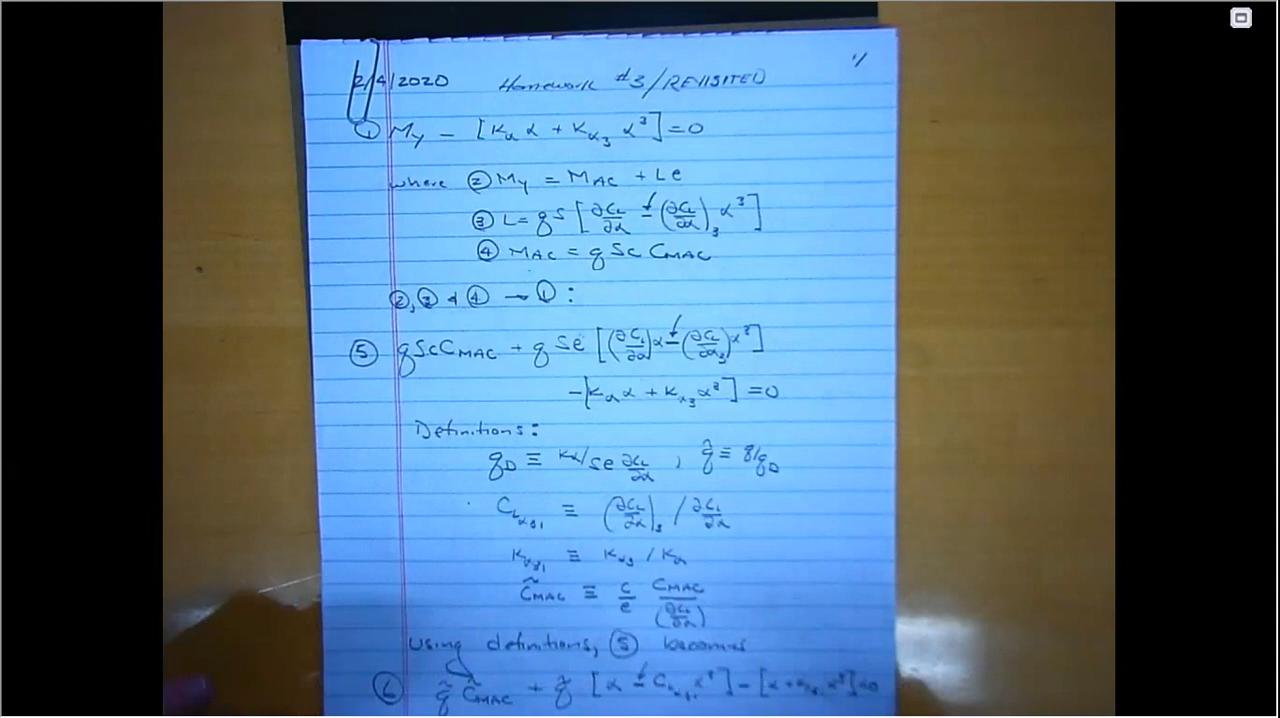 2/4/2020 Homework #3/REVISITED 1/
① My - [Kα α + Kα3 α³] = 0
where ② My = MAC + Le
③ L = qS [∂CL/∂α ± (∂CL/∂α)3 α³]
④ MAC = qSc CMAC
②, ③ & ④ → ①:
⑤ qScCMAC + qSe [(∂CL/∂α)α ± (∂CL/∂α3)α³]
-[Kα α + Kα3 α³] = 0
Definitions:
qD ≡ Kα/Se ∂CL/∂α , q̃ ≡ q/qD
CLα31 ≡ (∂CL/∂α)3 / ∂CL/∂α
Kα31 ≡ Kα3 / Kα
C̃MAC ≡ c/e CMAC/(∂CL/∂α)
Using definitions, ⑤ becomes
⑥ q̃ C̃MAC + q̃ [α ± CLα31 α³] - [α + Kα31 α³] = 0